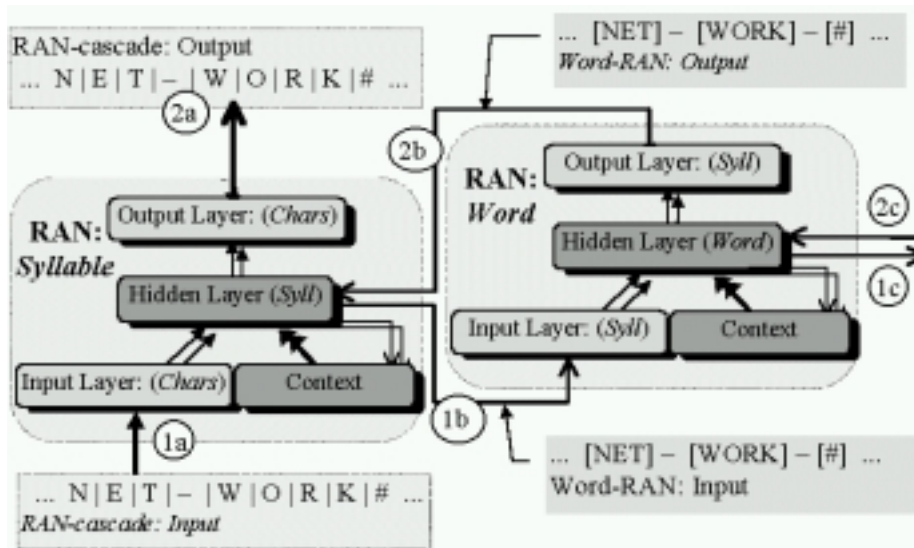 RAN-cascade: Output
... N | E | T | – | W | O | R | K | # ...
2a
... [NET] – [WORK] – [#] ...
Word-RAN: Output
2b
RAN:
Syllable
Output Layer: (Chars)
Hidden Layer (Syll)
Input Layer: (Chars)
Context
1a
... N | E | T | – | W | O | R | K | # ...
RAN-cascade: Input
RAN:
Word
Output Layer: (Syll)
Hidden Layer (Word)
Input Layer: (Syll)
Context
2c
1c
1b
... [NET] – [WORK] – [#] ...
Word-RAN: Input